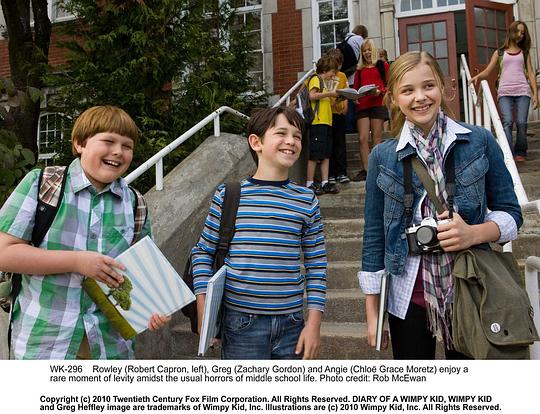 WK-296 Rowley (Robert Capron, left), Greg (Zachary Gordon) and Angie (Chloë Grace Moretz) enjoy a
rare moment of levity amidst the usual horrors of middle school life. Photo credit: Rob McEwan
Copyright (c) 2010 Twentieth Century Fox Film Corporation. All Rights Reserved. DIARY OF A WIMPY KID, WIMPY KID
and Greg Heffley image are trademarks of Wimpy Kid, Inc. Illustrations are (c) 2010 Wimpy Kid, Inc. All Rights Reserved.